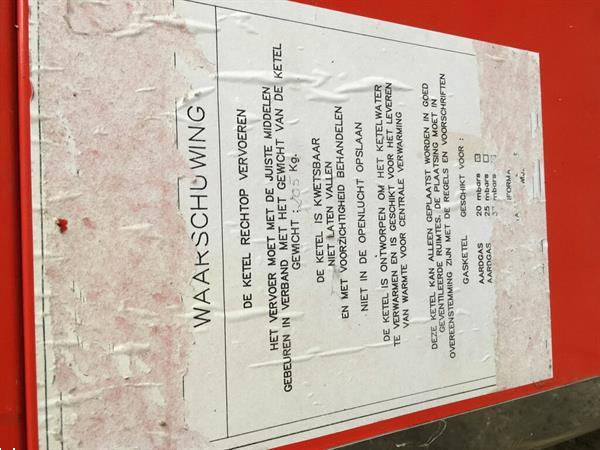 WAARSCHUWING
DE KETEL RECHTOP VERVOEREN
HET VERVOER MOET MET DE JUISTE MIDDELEN
GEBEUREN IN VERBAND MET HET GEWICHT VAN DE KETEL
GEWICHT : Kg.
DE KETEL IS KWETSBAAR
NIET LATEN VALLEN
EN MET VOORZICHTIGHEID BEHANDELEN
NIET IN DE OPENLUCHT OPSLAAN
DE KETEL IS ONTWORPPEN OM HET KETELWATER
TE VERWARMEN EN IS GESCHIKT VOOR HET LEVEREN
VAN WARMTE VOOR CENTRALE VERWARMING
DEZE KETEL KAN ALLEEN GEPLAATST WORDEN IN GOED
GEVENTILEERDE RUIMTES, DE PLAATSING MOET IN
OVEREENSTEMMING ZIJN MET DE REGELS EN VOORSCHRIFTEN
GASKETEL GESCHIKT VOOR :
AARDGAS 20 mbars
AARDGAS 25 mbars
mbars